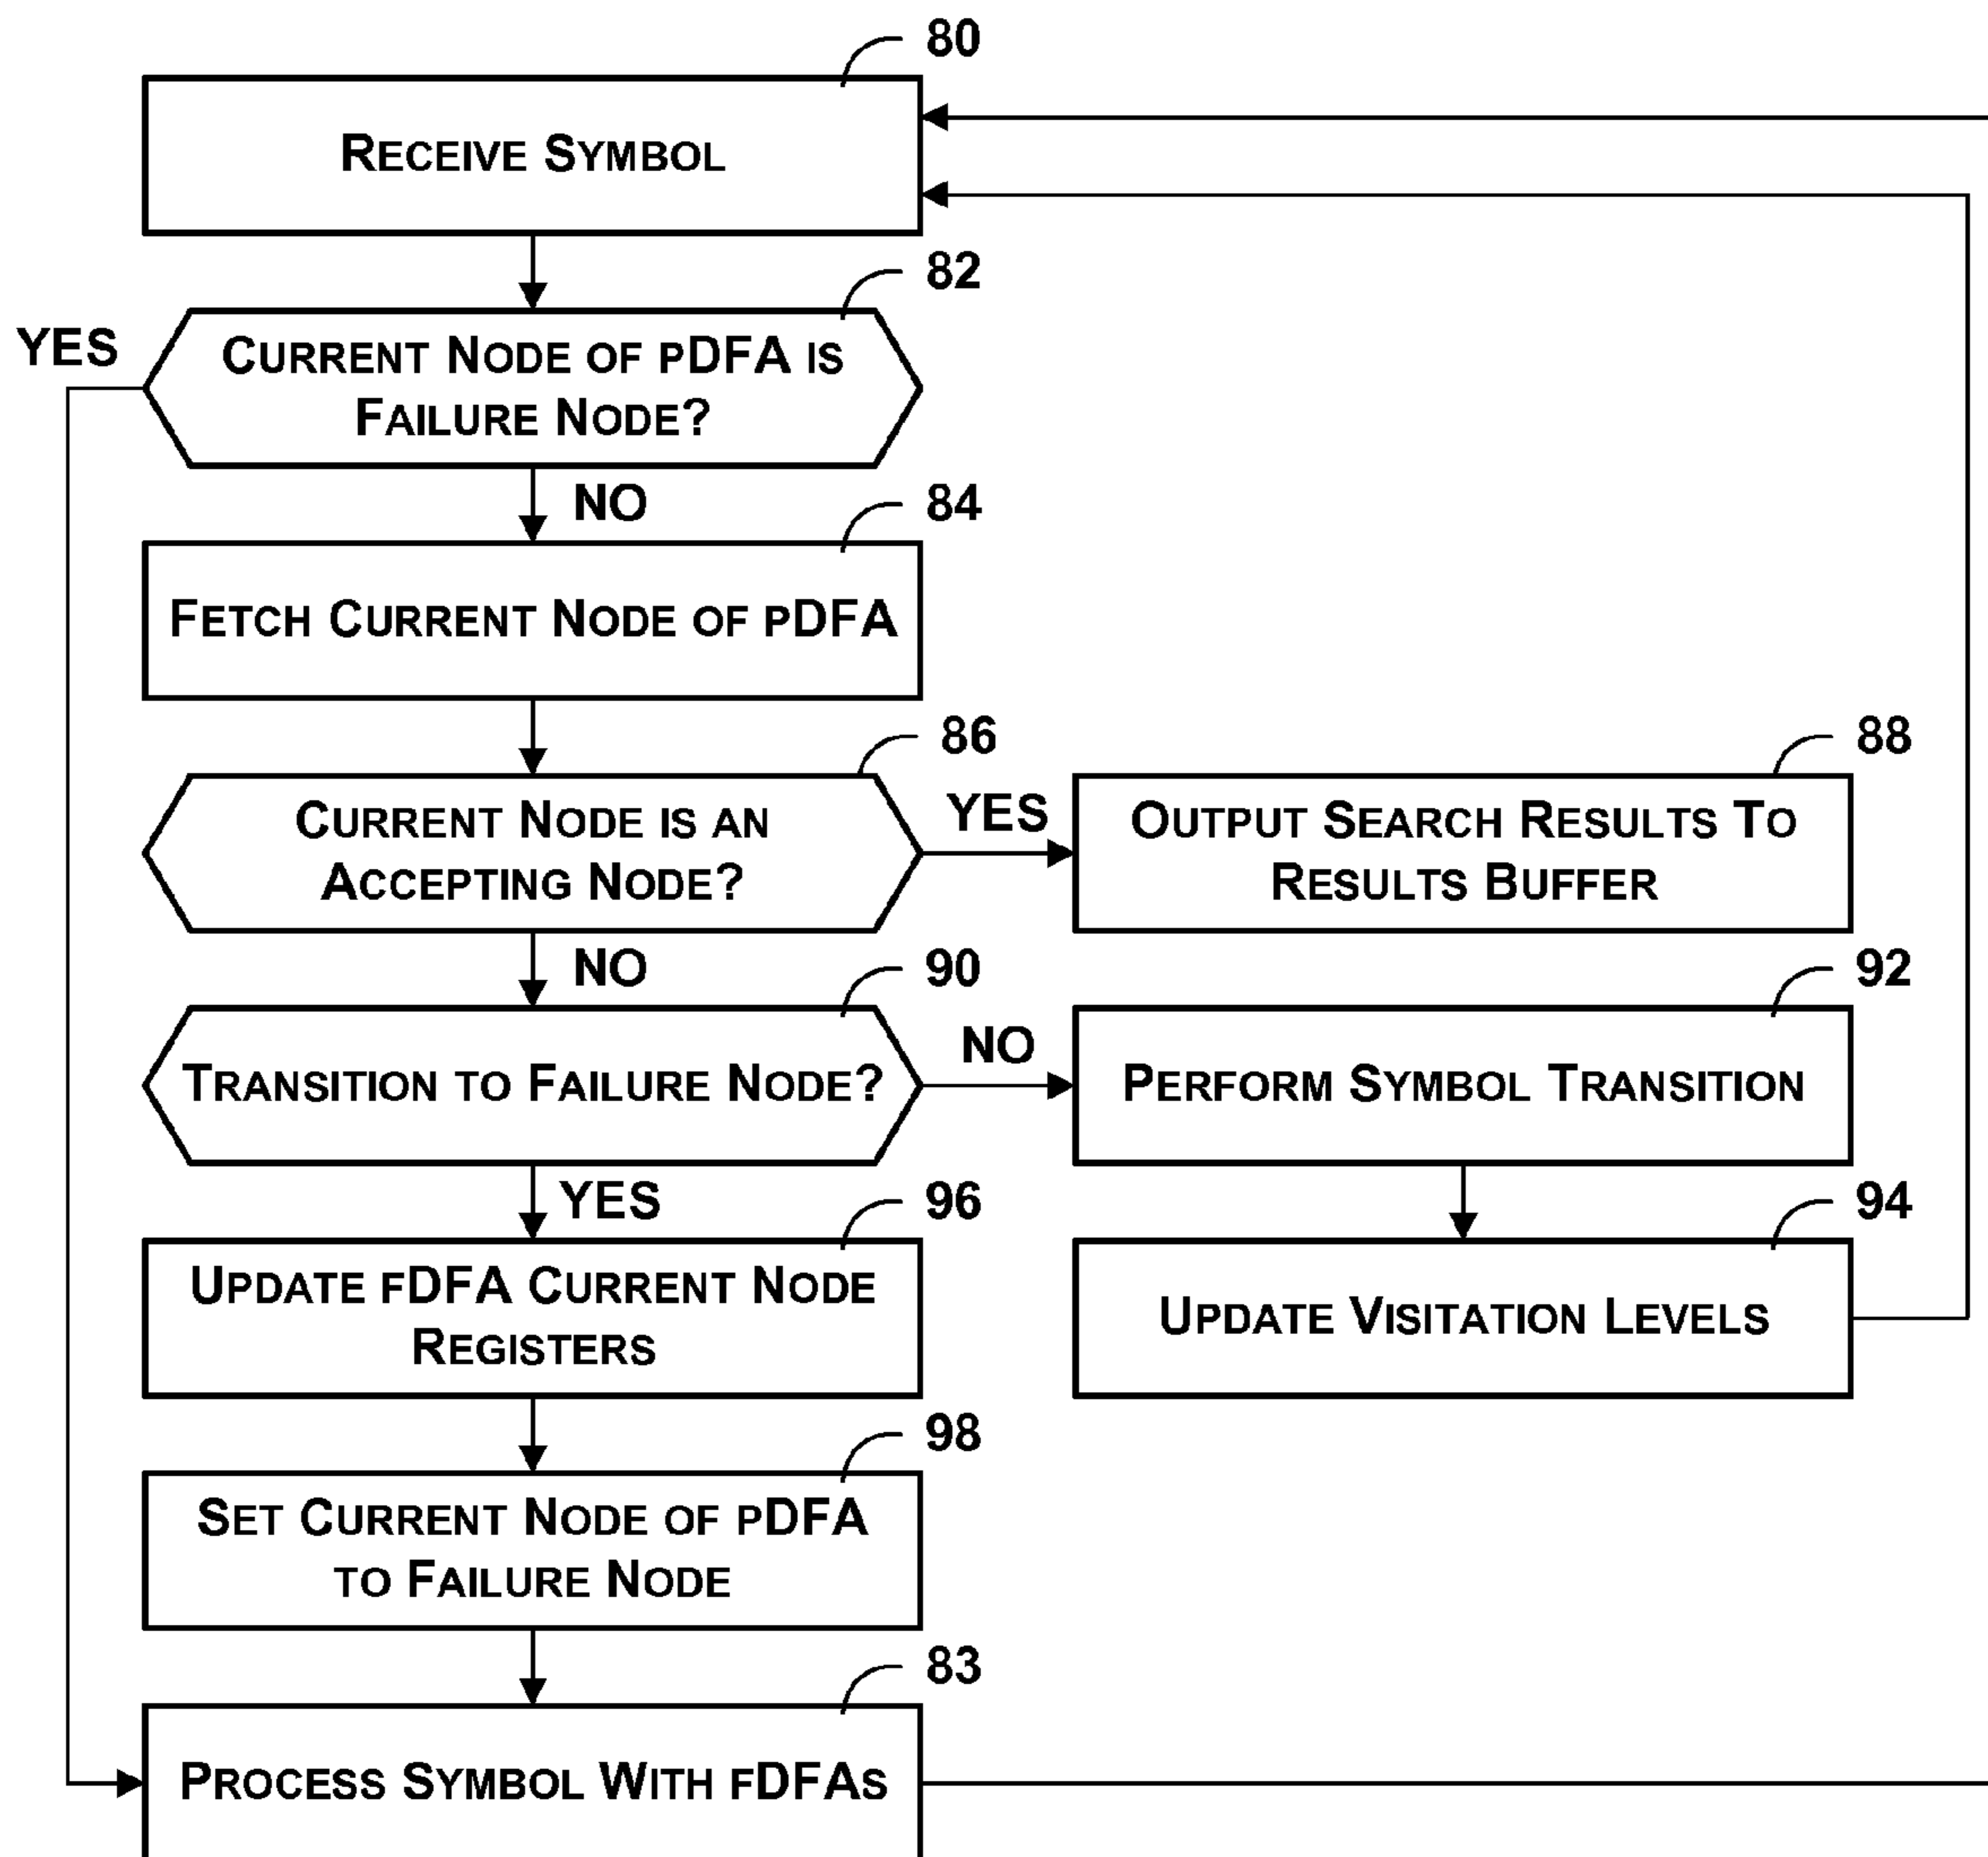 80
RECEIVE SYMBOL
82
YES
CURRENT NODE OF pDFA IS
FAILURE NODE?
NO
84
FETCH CURRENT NODE OF pDFA
86
88
CURRENT NODE IS AN
ACCEPTING NODE?
YES
OUTPUT SEARCH RESULTS TO
RESULTS BUFFER
NO
90
92
TRANSITION TO FAILURE NODE?
NO
PERFORM SYMBOL TRANSITION
YES
96
94
UPDATE fDFA CURRENT NODE
REGISTERS
UPDATE VISITATION LEVELS
98
SET CURRENT NODE OF pDFA
TO FAILURE NODE
83
PROCESS SYMBOL WITH fDFAS